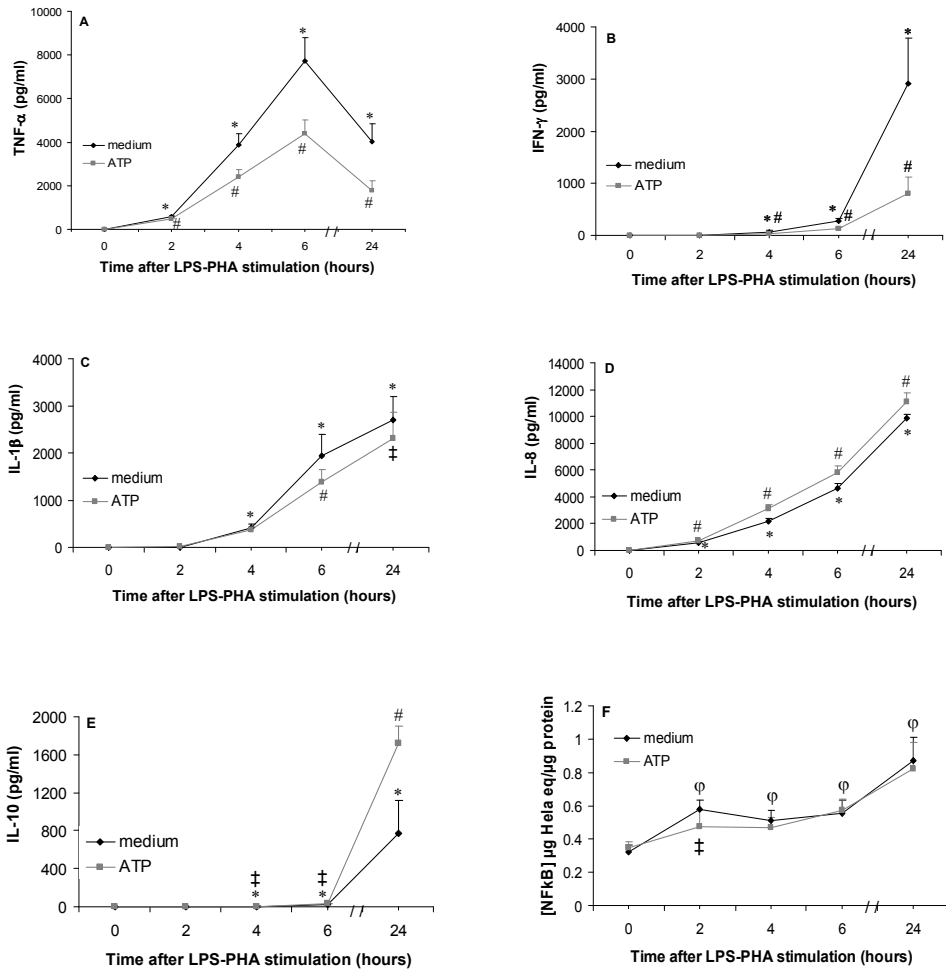 A
TNF-α (pg/ml)
10000
8000
6000
4000
2000
0
medium
ATP
* * * *
# # # #
0 2 4 6 // 24
Time after LPS-PHA stimulation (hours)
B
IFN-γ (pg/ml)
4000
3000
2000
1000
0
medium
ATP
*# * # * #
0 2 4 6 // 24
Time after LPS-PHA stimulation (hours)
C
IL-1β (pg/ml)
4000
3000
2000
1000
0
medium
ATP
* * *
# ‡
0 2 4 6 // 24
Time after LPS-PHA stimulation (hours)
D
IL-8 (pg/ml)
14000
12000
10000
8000
6000
4000
2000
0
medium
ATP
# # # #
* * * *
0 2 4 6 // 24
Time after LPS-PHA stimulation (hours)
E
IL-10 (pg/ml)
2000
1600
1200
800
400
0
medium
ATP
‡ ‡ #
* * *
0 2 4 6 // 24
Time after LPS-PHA stimulation (hours)
F
[NFkB] µg Hela eq/µg protein
1.2
1
0.8
0.6
0.4
0.2
0
medium
ATP
φ φ φ φ
‡
0 2 4 6 // 24
Time after LPS-PHA stimulation (hours)